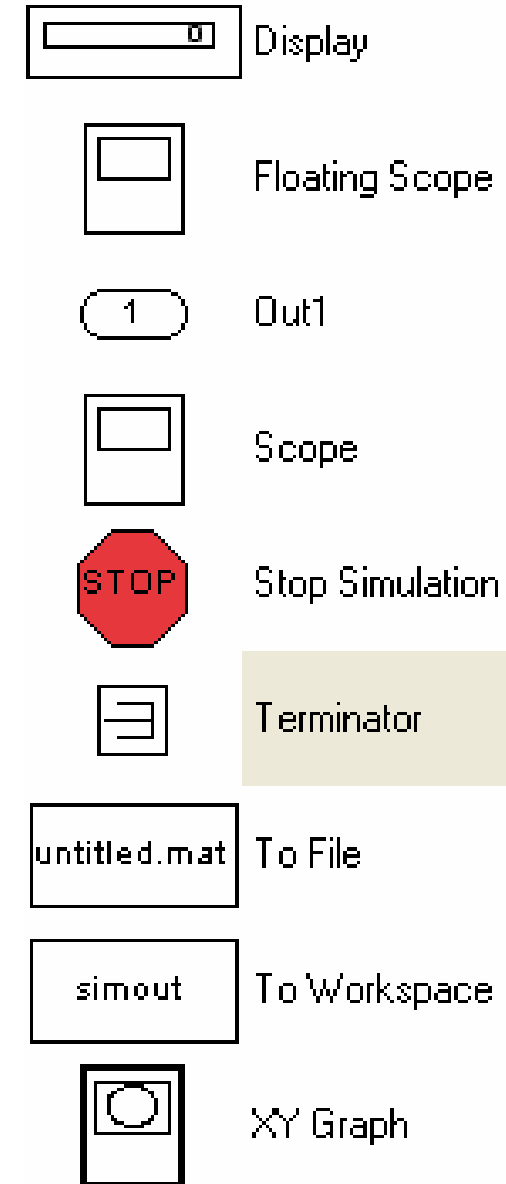 0 Display
Floating Scope
1 Out1
Scope
STOP Stop Simulation
Terminator
untitled.mat To File
simout To Workspace
XY Graph